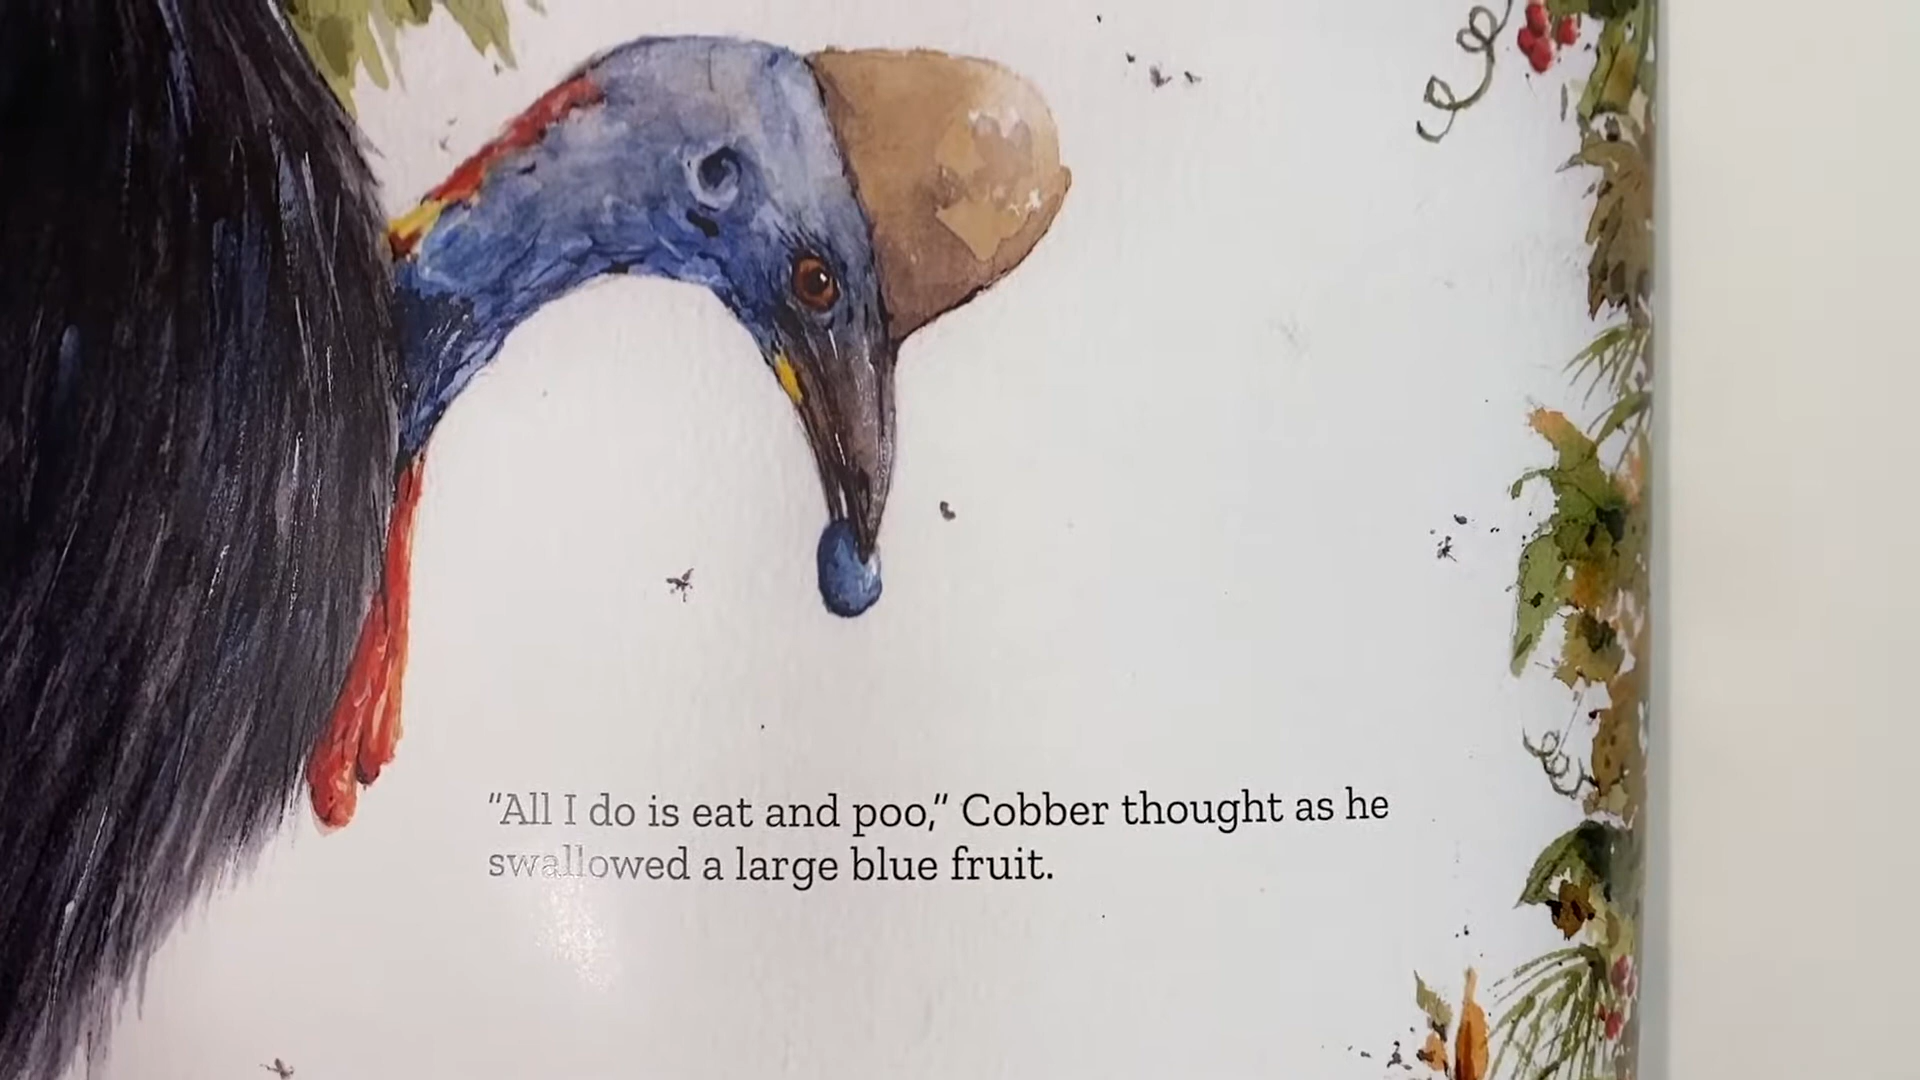 "All I do is eat and poo," Cobber thought as he
swallowed a large blue fruit.